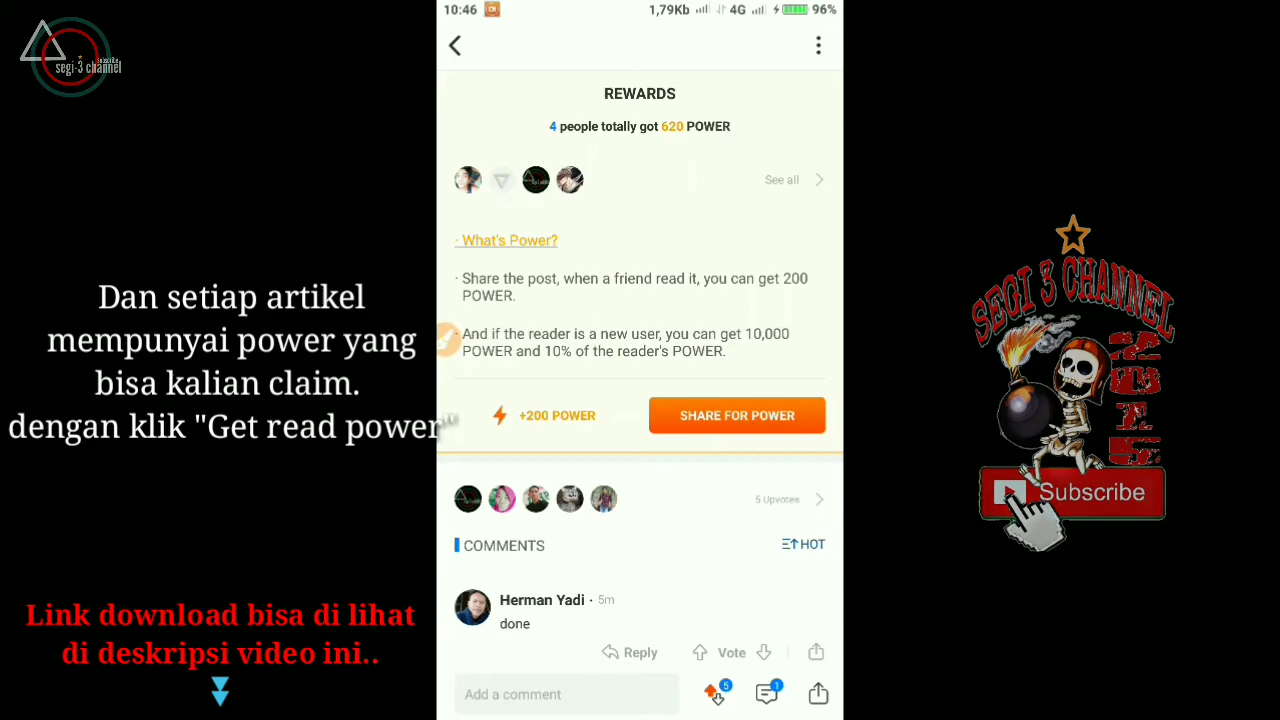 segi-3 channel
Subscribe
Dan setiap artikel
mempunyai power yang
bisa kalian claim.
dengan klik "Get read power"
Link download bisa di lihat
di deskripsi video ini..
10:46
1,79Kb 4G 96%
REWARDS
4 people totally got 620 POWER
See all
· What's Power?
· Share the post, when a friend read it, you can get 200
POWER.
· And if the reader is a new user, you can get 10,000
POWER and 10% of the reader's POWER.
+200 POWER
SHARE FOR POWER
5 Upvotes
COMMENTS
HOT
Herman Yadi · 5m
done
Reply
Vote
Add a comment
5
1
SEGI 3 CHANNEL
Subscribe